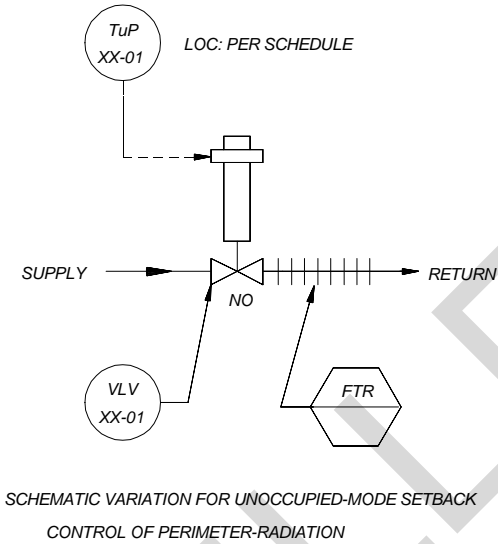 TuP
XX-01
LOC: PER SCHEDULE
SUPPLY
RETURN
NO
VLV
XX-01
FTR
SCHEMATIC VARIATION FOR UNOCCUPIED-MODE SETBACK
CONTROL OF PERIMETER-RADIATION